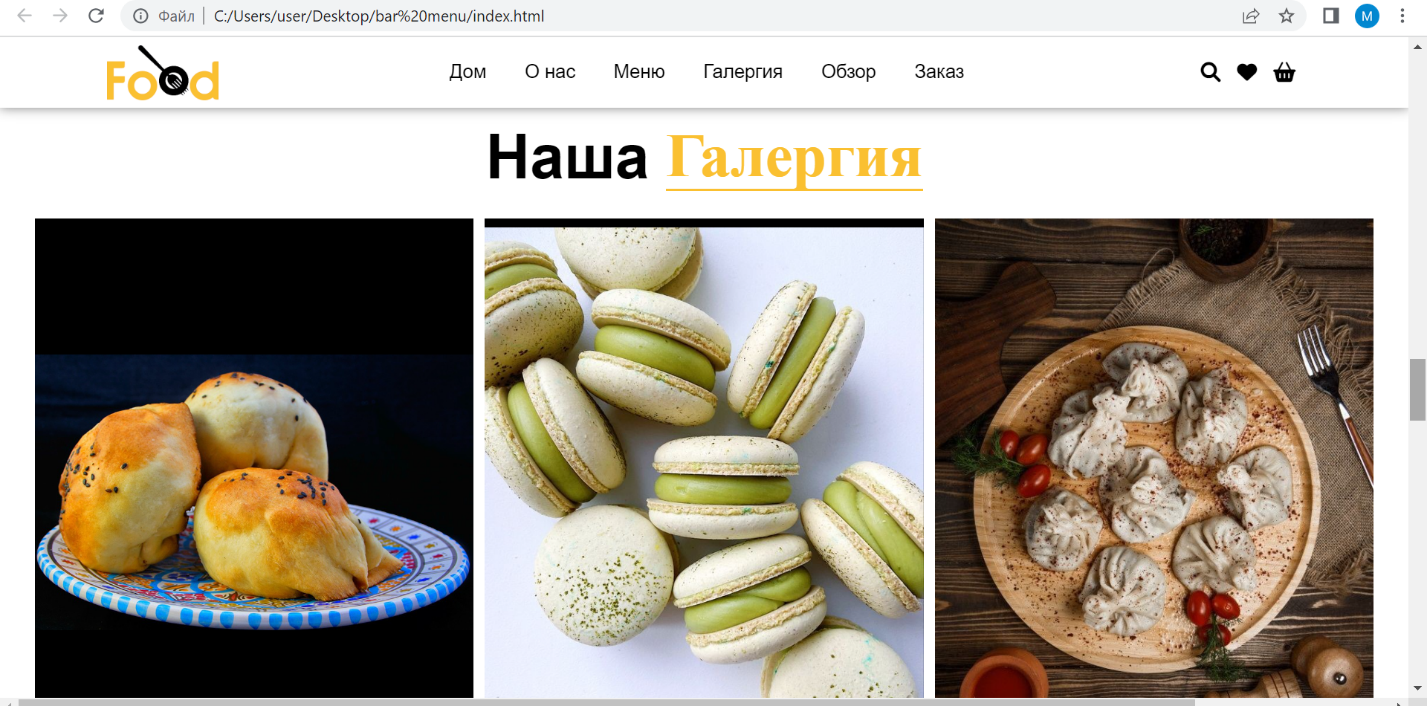 Файл C:/Users/user/Desktop/bar%20menu/index.html M
Food Дом О нас Меню Галергия Обзор Заказ
Наша Галергия